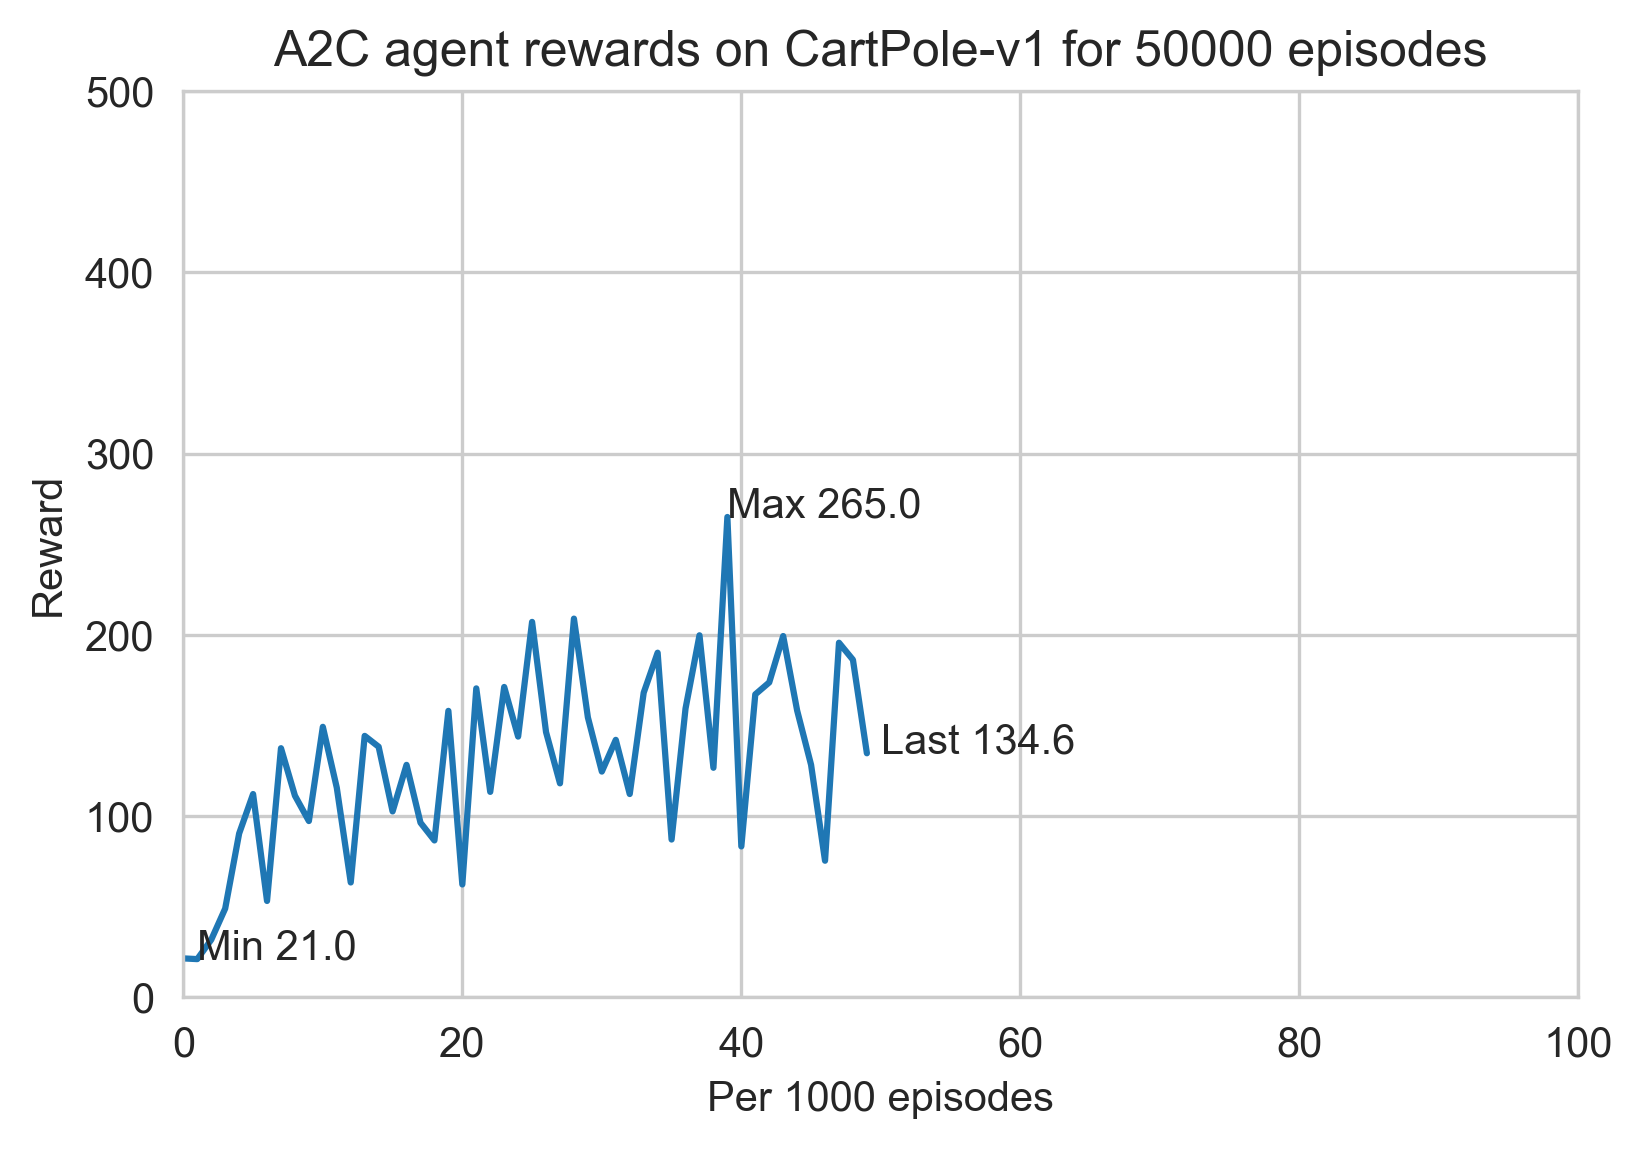 A2C agent rewards on CartPole-v1 for 50000 episodes
500
400
300
200
100
0
Reward
Max 265.0
Last 134.6
Min 21.0
0 20 40 60 80 100
Per 1000 episodes